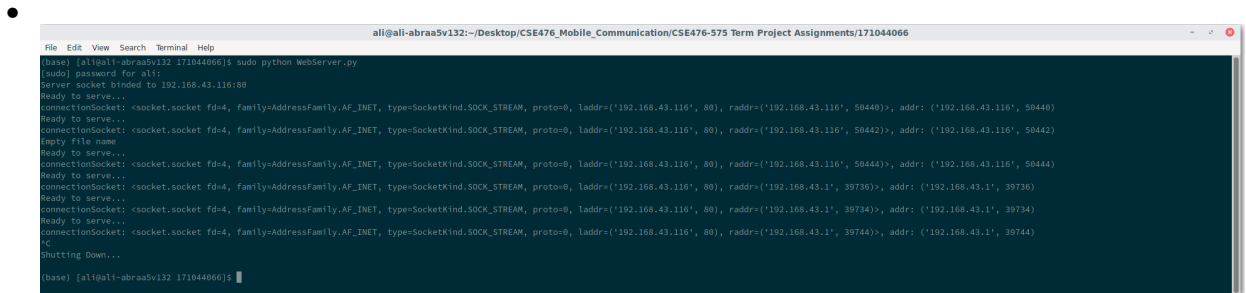 ali@ali-abraa5v132:~/Desktop/CSE476_Mobile_Communication/CSE476-575 Term Project Assignments/171044066
File Edit View Search Terminal Help
(base) [ali@ali-abraa5v132 171044066]$ sudo python WebServer.py
[sudo] password for ali:
Server socket binded to 192.168.43.116:80
Ready to serve...
connectionSocket: <socket.socket fd=4, family=AddressFamily.AF_INET, type=SocketKind.SOCK_STREAM, proto=0, laddr=('192.168.43.116', 80), raddr=('192.168.43.116', 50440)>, addr: ('192.168.43.116', 50440)
Ready to serve...
connectionSocket: <socket.socket fd=4, family=AddressFamily.AF_INET, type=SocketKind.SOCK_STREAM, proto=0, laddr=('192.168.43.116', 80), raddr=('192.168.43.116', 50442)>, addr: ('192.168.43.116', 50442)
Empty file name
Ready to serve...
connectionSocket: <socket.socket fd=4, family=AddressFamily.AF_INET, type=SocketKind.SOCK_STREAM, proto=0, laddr=('192.168.43.116', 80), raddr=('192.168.43.116', 50444)>, addr: ('192.168.43.116', 50444)
Ready to serve...
connectionSocket: <socket.socket fd=4, family=AddressFamily.AF_INET, type=SocketKind.SOCK_STREAM, proto=0, laddr=('192.168.43.116', 80), raddr=('192.168.43.1', 39736)>, addr: ('192.168.43.1', 39736)
Ready to serve...
connectionSocket: <socket.socket fd=4, family=AddressFamily.AF_INET, type=SocketKind.SOCK_STREAM, proto=0, laddr=('192.168.43.116', 80), raddr=('192.168.43.1', 39734)>, addr: ('192.168.43.1', 39734)
Ready to serve...
connectionSocket: <socket.socket fd=4, family=AddressFamily.AF_INET, type=SocketKind.SOCK_STREAM, proto=0, laddr=('192.168.43.116', 80), raddr=('192.168.43.1', 39744)>, addr: ('192.168.43.1', 39744)
^C
Shutting Down...
(base) [ali@ali-abraa5v132 171044066]$